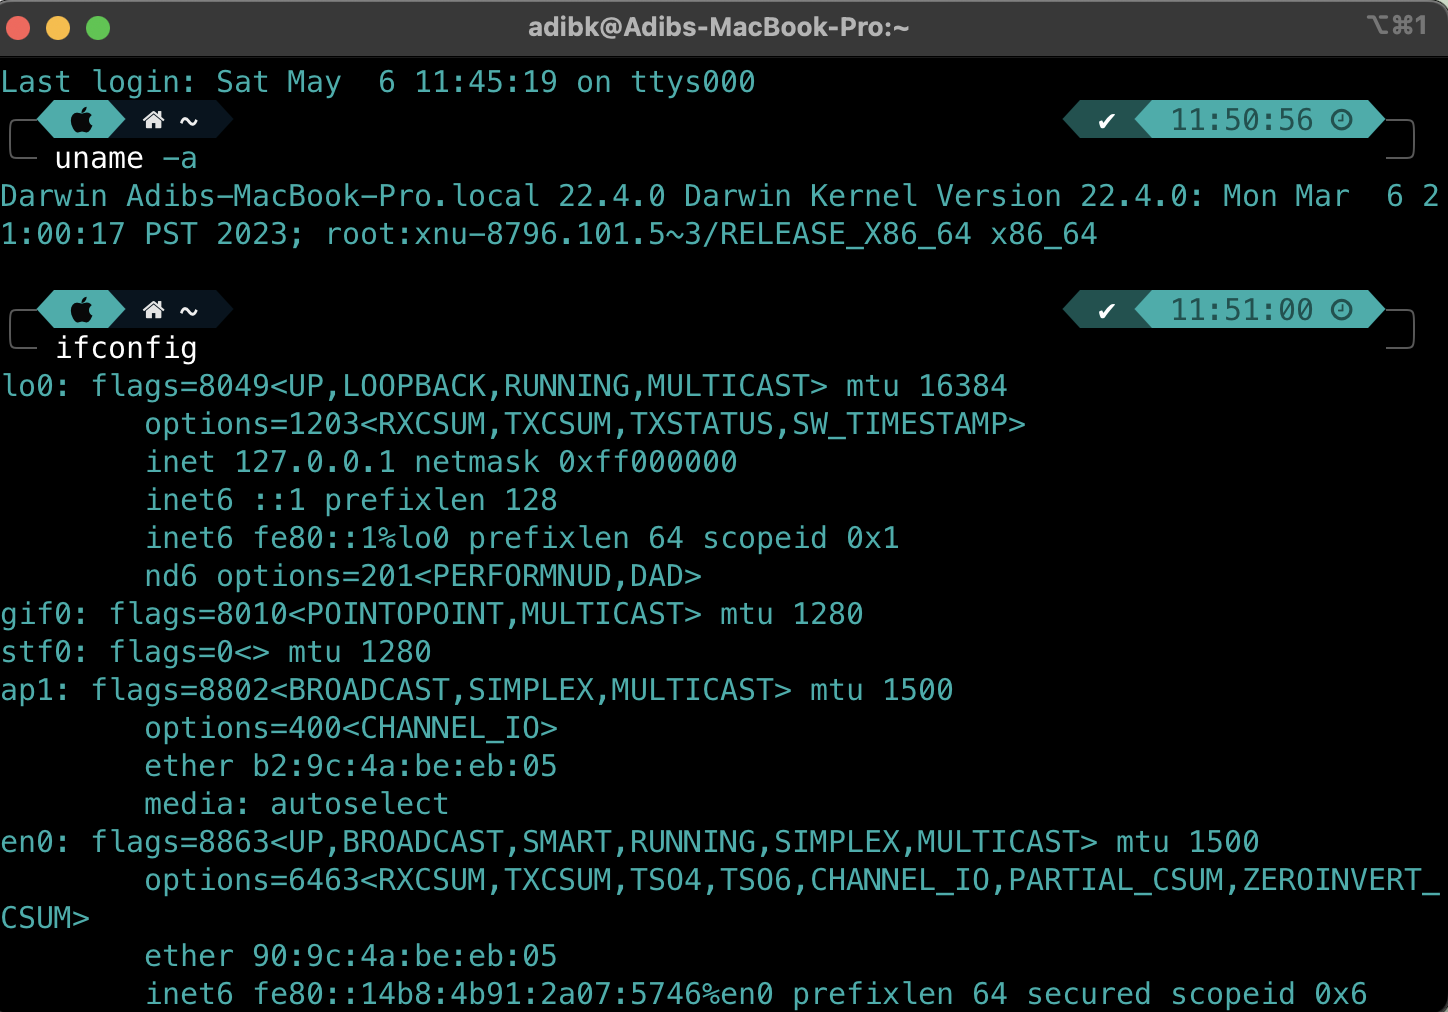 adibk@Adibs-MacBook-Pro:~ ⌥⌘1
Last login: Sat May  6 11:45:19 on ttys000
~ ✔ 11:50:56
uname -a
Darwin Adibs-MacBook-Pro.local 22.4.0 Darwin Kernel Version 22.4.0: Mon Mar  6 2
1:00:17 PST 2023; root:xnu-8796.101.5~3/RELEASE_X86_64 x86_64
~ ✔ 11:51:00
ifconfig
lo0: flags=8049<UP,LOOPBACK,RUNNING,MULTICAST> mtu 16384
        options=1203<RXCSUM,TXCSUM,TXSTATUS,SW_TIMESTAMP>
        inet 127.0.0.1 netmask 0xff000000
        inet6 ::1 prefixlen 128
        inet6 fe80::1%lo0 prefixlen 64 scopeid 0x1
        nd6 options=201<PERFORMNUD,DAD>
gif0: flags=8010<POINTOPOINT,MULTICAST> mtu 1280
stf0: flags=0<> mtu 1280
ap1: flags=8802<BROADCAST,SIMPLEX,MULTICAST> mtu 1500
        options=400<CHANNEL_IO>
        ether b2:9c:4a:be:eb:05
        media: autoselect
en0: flags=8863<UP,BROADCAST,SMART,RUNNING,SIMPLEX,MULTICAST> mtu 1500
        options=6463<RXCSUM,TXCSUM,TSO4,TSO6,CHANNEL_IO,PARTIAL_CSUM,ZEROINVERT_
CSUM>
        ether 90:9c:4a:be:eb:05
        inet6 fe80::14b8:4b91:2a07:5746%en0 prefixlen 64 secured scopeid 0x6